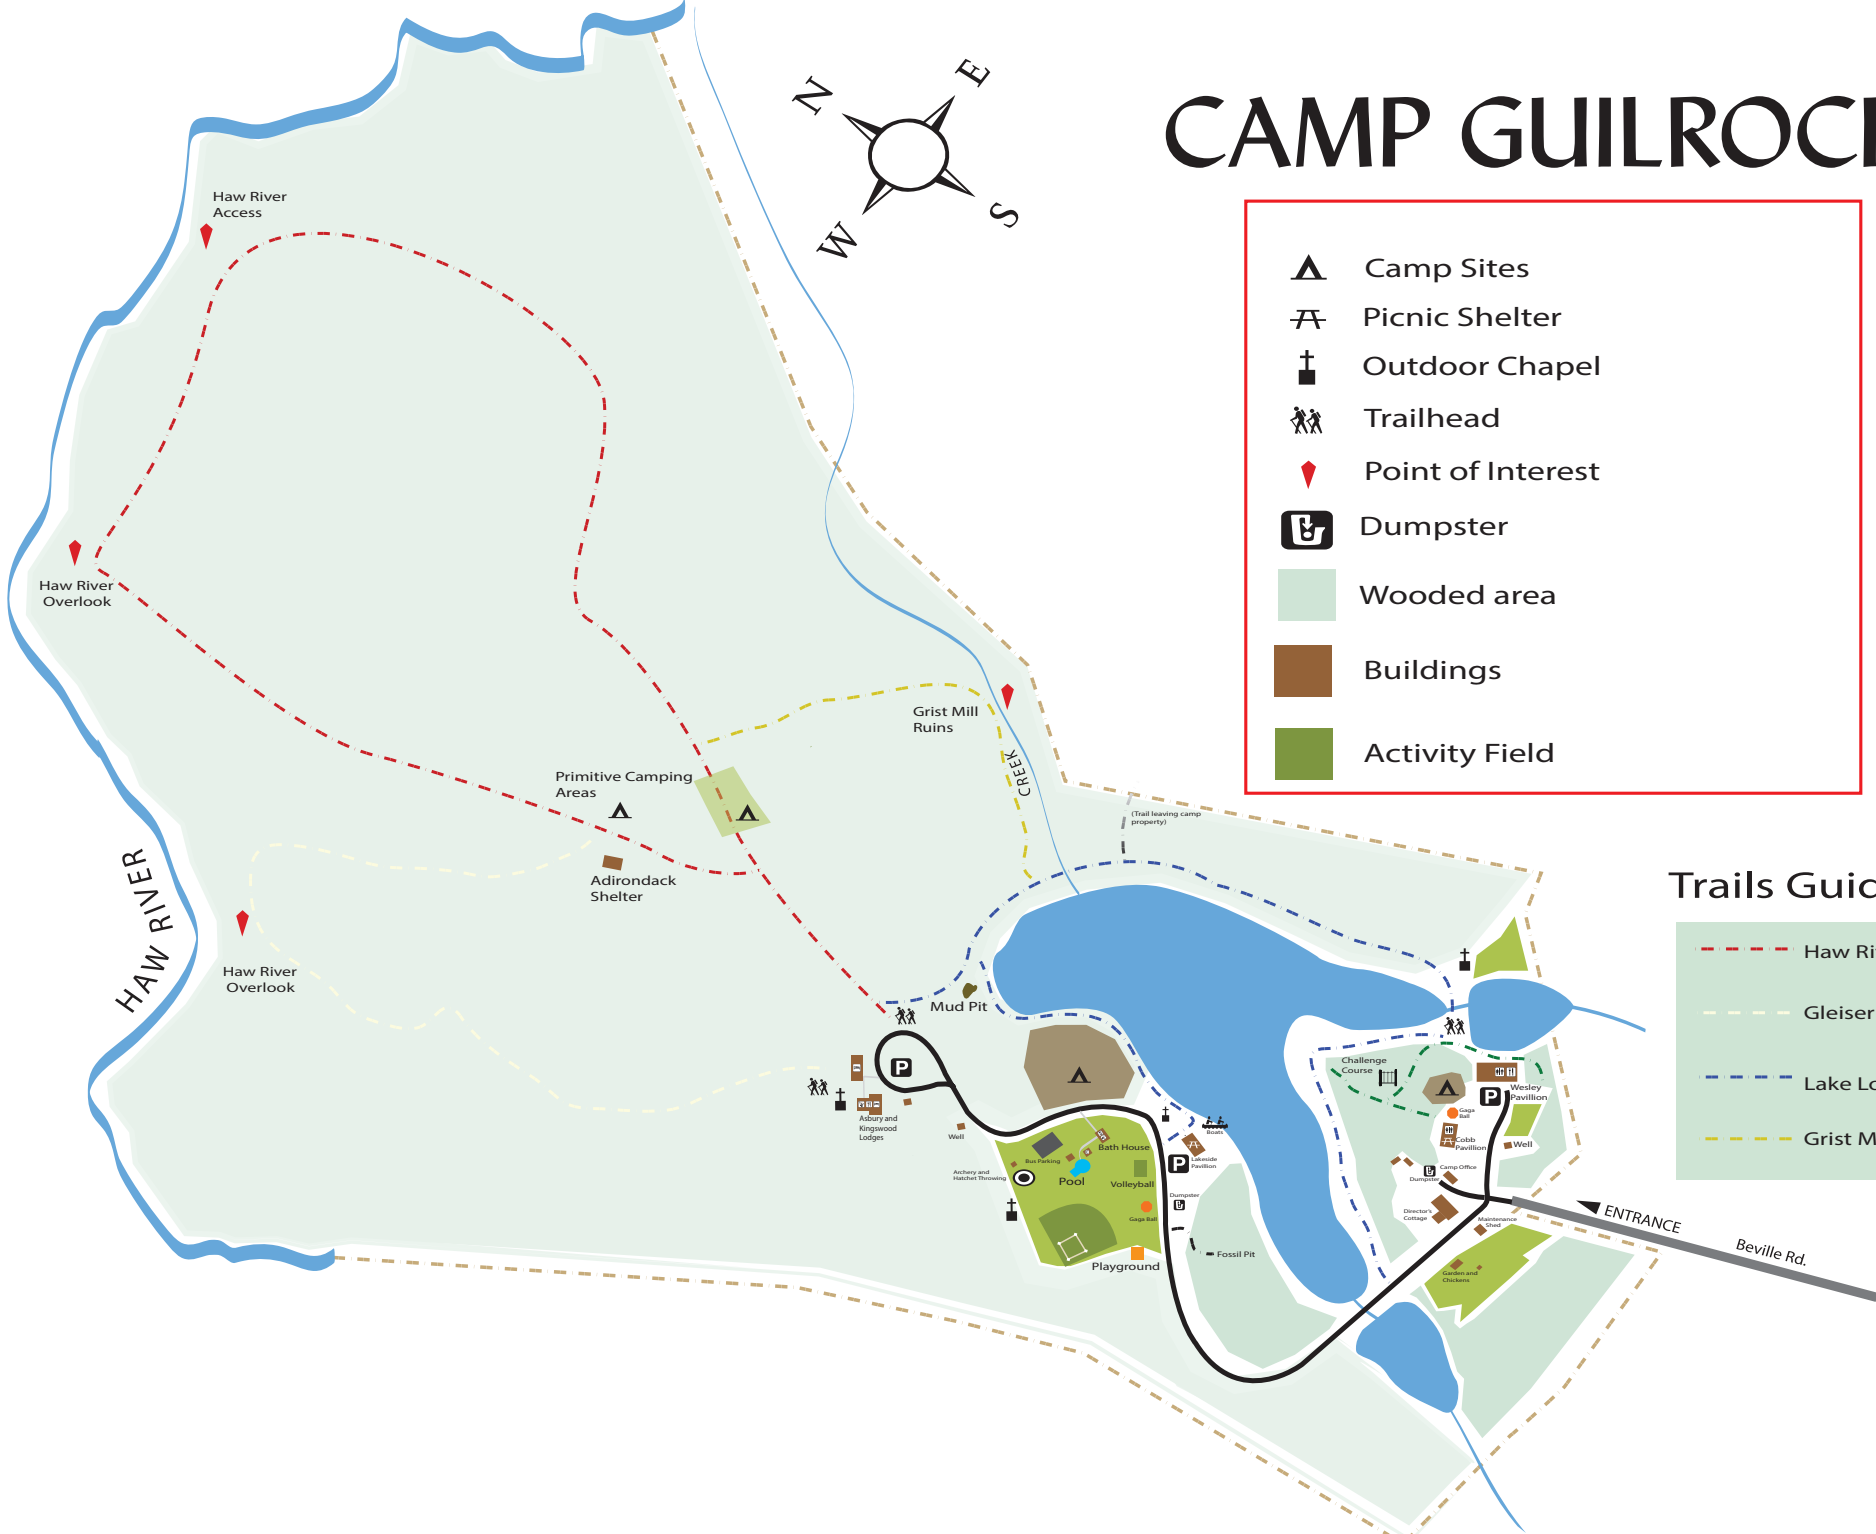 CAMP GUILROC
N
E
S
W
Camp Sites
Picnic Shelter
Outdoor Chapel
Trailhead
Point of Interest
Dumpster
Wooded area
Buildings
Activity Field
Trails Guid
Haw Ri
Gleiser
Lake Lo
Grist M
Haw River
Access
Haw River
Overlook
Grist Mill
Ruins
CREEK
Primitive Camping
Areas
Adirondack
Shelter
(Trail leaving camp
property)
HAW RIVER
Haw River
Overlook
Mud Pit
P
Asbury and
Kingswood
Lodges
Well
Archery and
Hatchet Throwing
Bus Parking
Bath House
Pool
Volleyball
Gaga Ball
Playground
Boats
Lakeside
Pavillion
P
Dumpster
Fossil Pit
Challenge
Course
Wesley
Pavillion
P
Gaga
Ball
Cobb
Pavillion
Well
Camp Office
Dumpster
Director's
Cottage
Maintenance
Shed
Garden and
Chickens
ENTRANCE
Beville Rd.